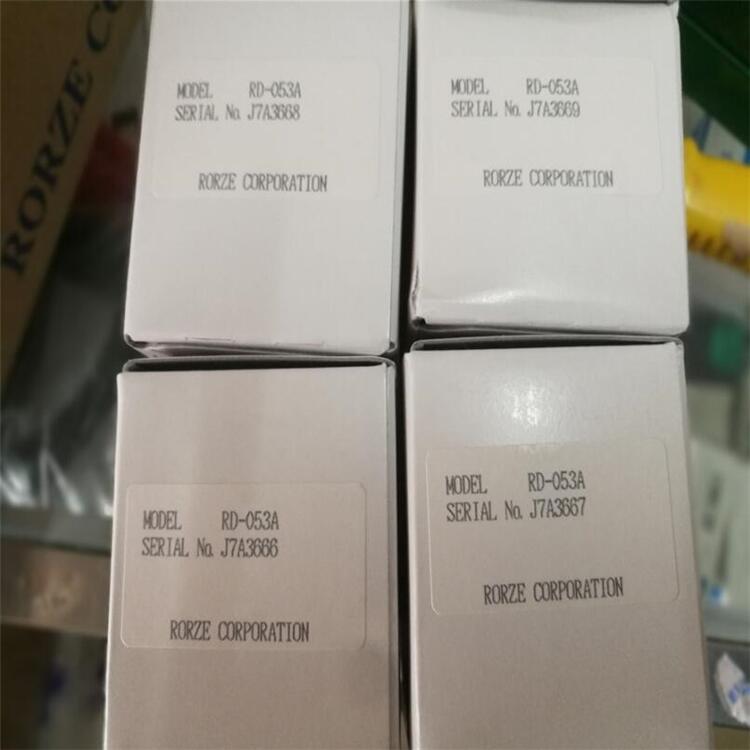 RORZE CO
MODEL RD-053A
SERIAL No. J7A3668
RORZE CORPORATION
MODEL RD-053A
SERIAL No. J7A3669
RORZE CORPORATION
MODEL RD-053A
SERIAL No. J7A3666
RORZE CORPORATION
MODEL RD-053A
SERIAL No. J7A3667
RORZE CORPORATION